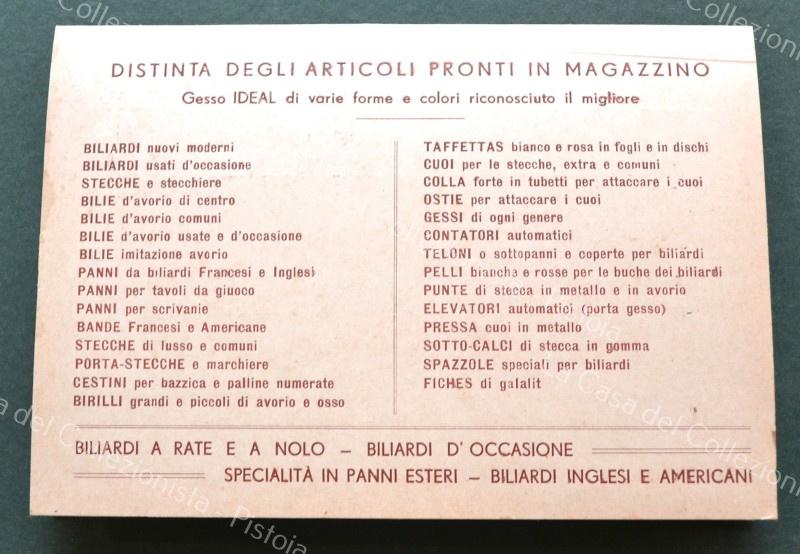 DISTINTA DEGLI ARTICOLI PRONTI IN MAGAZZINO
Gesso IDEAL di varie forme e colori riconosciuto il migliore
BILIARDI nuovi moderni
BILIARDI usati d'occasione
STECCHE e stecchiere
BILIE d'avorio di centro
BILIE d'avorio comuni
BILIE d'avorio usate e d'occasione
BILIE imitazione avorio
PANNI da biliardi Francesi e Inglesi
PANNI per tavoli da giuoco
PANNI per scrivanie
BANDE Francesi e Americane
STECCHE di lusso e comuni
PORTA-STECCHE e marchiere
CESTINI per bazzica e palline numerate
BIRILLI grandi e piccoli di avorio e osso
TAFFETTAS bianco e rosa in fogli e in dischi
CUOI per le stecche, extra e comuni
COLLA forte in tubetti per attaccare i cuoi
OSTIE per attaccare i cuoi
GESSI di ogni genere
CONTATORI automatici
TELONI o sottopanni e coperte per biliardi
PELLI bianche e rosse per le buche dei biliardi
PUNTE di stecca in metallo e in avorio
ELEVATORI automatici (porta gesso)
PRESSA cuoi in metallo
SOTTO-CALCI di stecca in gomma
SPAZZOLE speciali per biliardi
FICHES di galalit
BILIARDI A RATE E A NOLO – BILIARDI D'OCCASIONE
SPECIALITÀ IN PANNI ESTERI – BILIARDI INGLESI E AMERICANI
La Casa del Collezionista - Pistoia